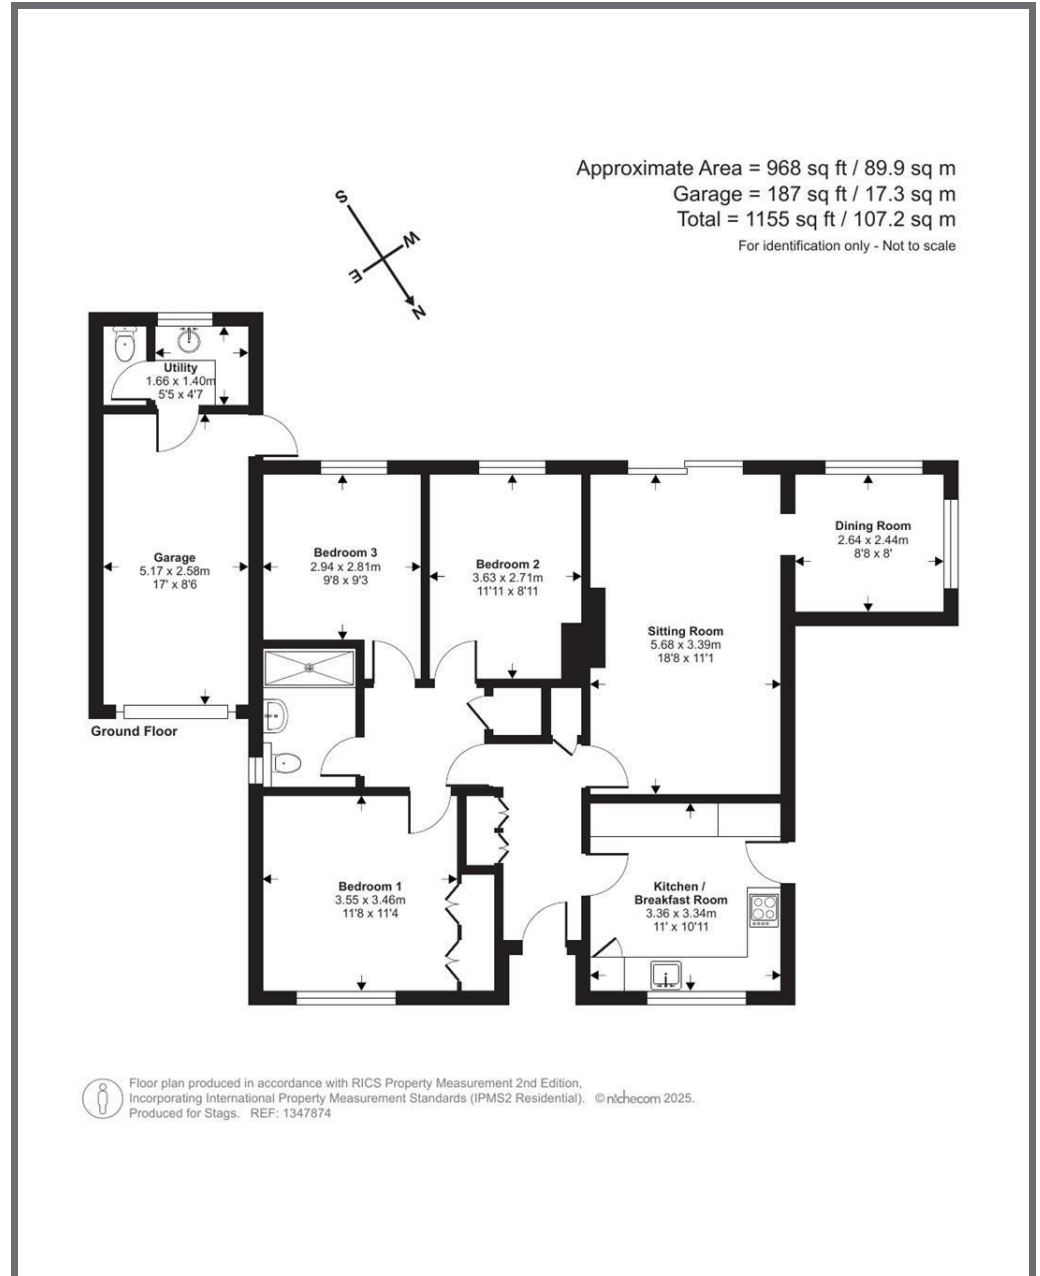 Approximate Area = 968 sq ft / 89.9 sq m
Garage = 187 sq ft / 17.3 sq m
Total = 1155 sq ft / 107.2 sq m
For identification only - Not to scale
S
W
E
N
Utility
1.66 x 1.40m
5'5 x 4'7
Garage
5.17 x 2.58m
17' x 8'6
Bedroom 3
2.94 x 2.81m
9'8 x 9'3
Bedroom 2
3.63 x 2.71m
11'11 x 8'11
Sitting Room
5.68 x 3.39m
18'8 x 11'1
Dining Room
2.64 x 2.44m
8'8 x 8'
Ground Floor
Bedroom 1
3.55 x 3.46m
11'8 x 11'4
Kitchen /
Breakfast Room
3.36 x 3.34m
11' x 10'11
Floor plan produced in accordance with RICS Property Measurement 2nd Edition,
Incorporating International Property Measurement Standards (IPMS2 Residential). © nichecom 2025.
Produced for Stags. REF: 1347874